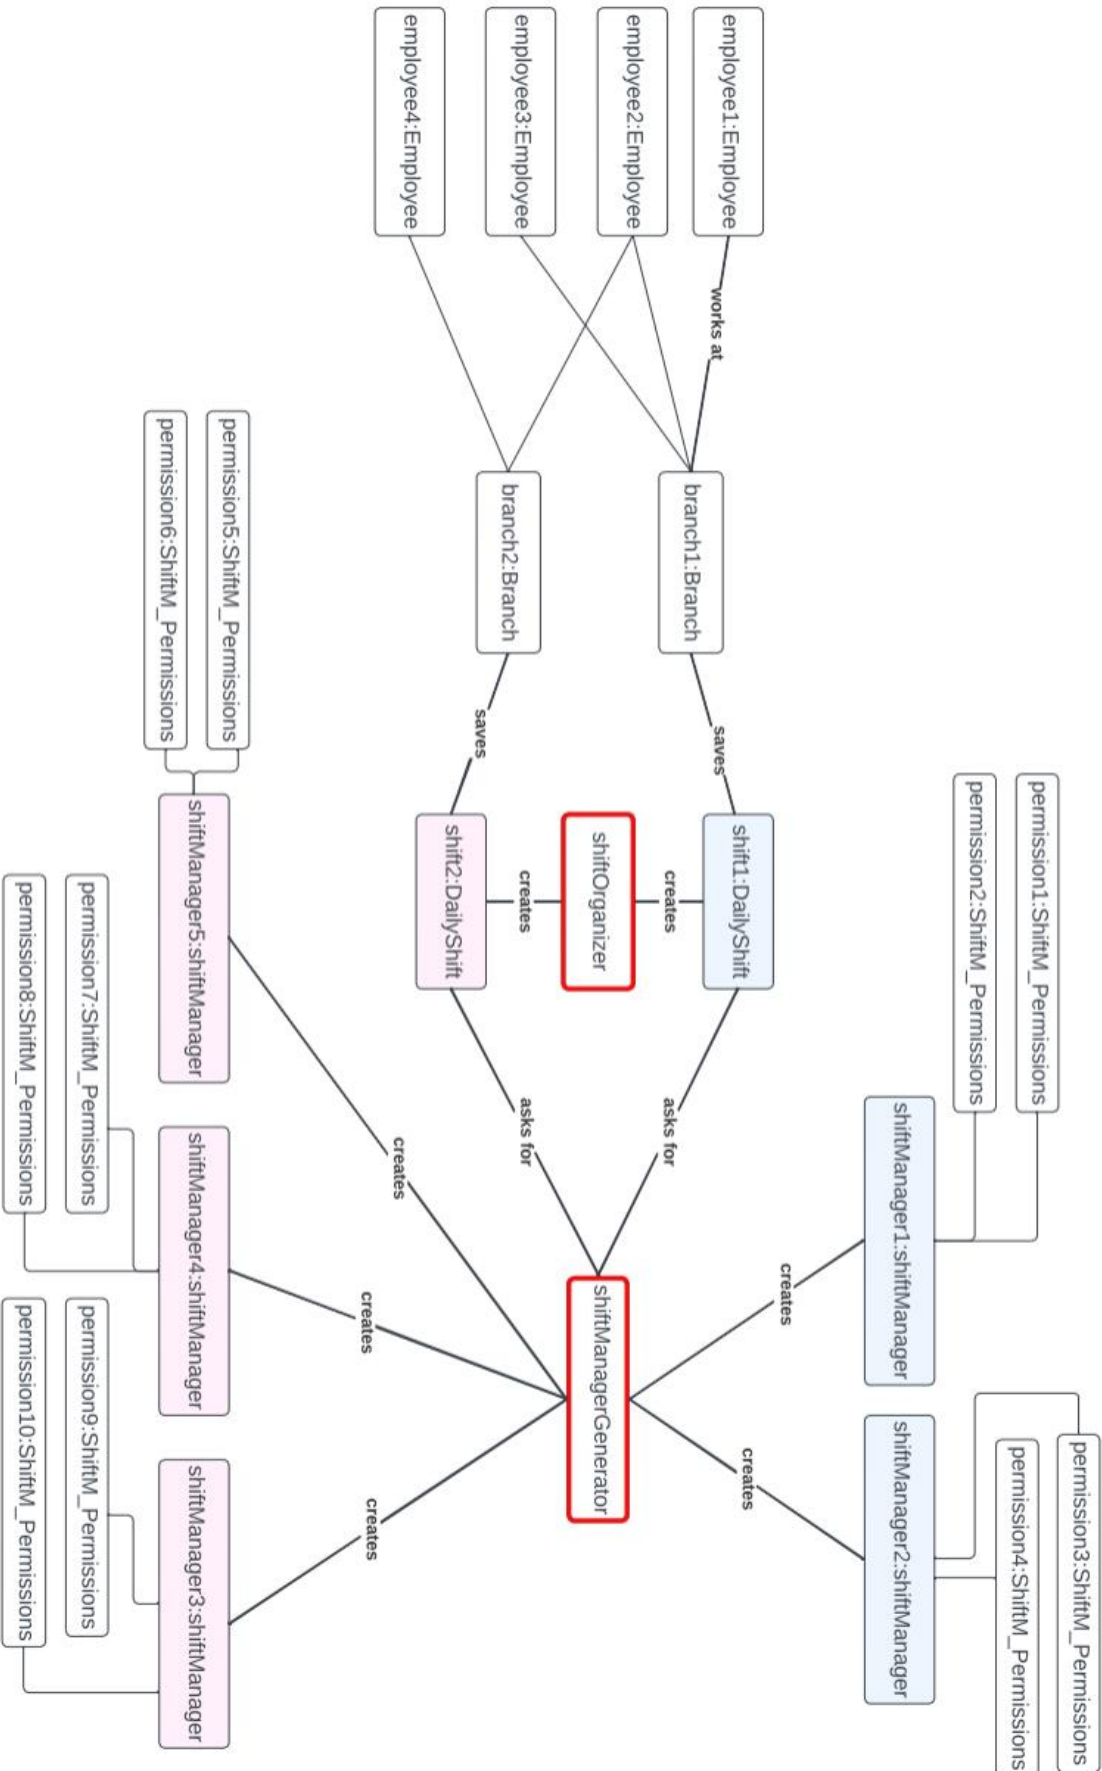 permission3:ShiftM_Permissions
permission1:ShiftM_Permissions
permission4:ShiftM_Permissions
permission2:ShiftM_Permissions
shiftManager1:shiftManager
shiftManager2:shiftManager
creates
creates
employee1:Employee
works at
branch1:Branch
saves
shift1:DailyShift
asks for
creates
employee2:Employee
shiftOrganizer
shiftManagerGenerator
creates
asks for
employee3:Employee
branch2:Branch
saves
shift2:DailyShift
employee4:Employee
creates
creates
creates
permission5:ShiftM_Permissions
permission6:ShiftM_Permissions
shiftManager5:shiftManager
shiftManager4:shiftManager
shiftManager3:shiftManager
permission7:ShiftM_Permissions
permission9:ShiftM_Permissions
permission8:ShiftM_Permissions
permission10:ShiftM_Permissions